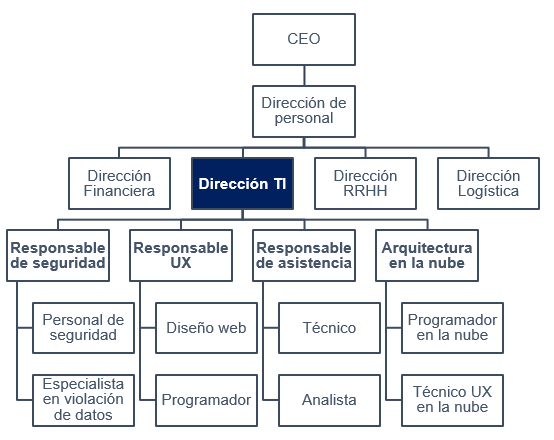 CEO
Dirección de
personal
Dirección
Financiera
Dirección TI
Dirección
RRHH
Dirección
Logística
Responsable
de seguridad
Responsable
UX
Responsable
de asistencia
Arquitectura
en la nube
Personal de
seguridad
Diseño web
Técnico
Programador
en la nube
Especialista
en violación
de datos
Programador
Analista
Técnico UX
en la nube